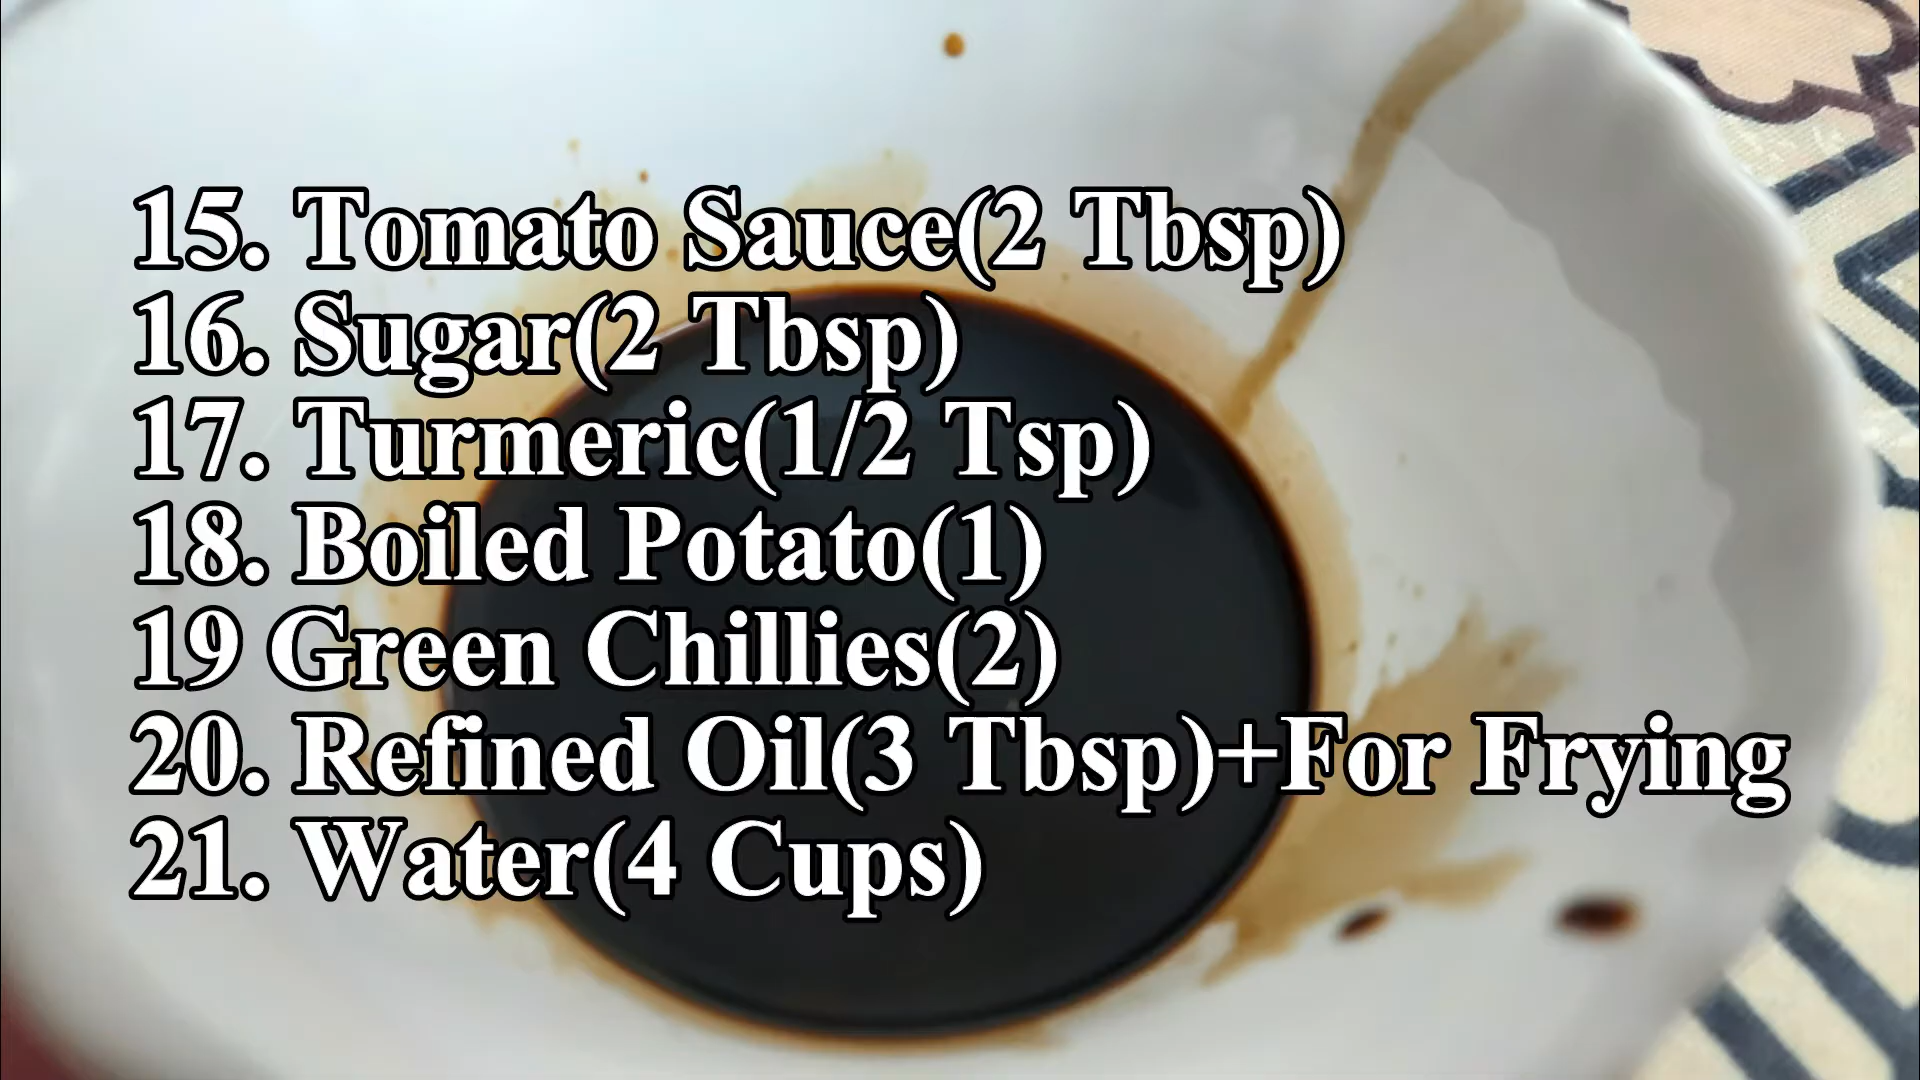 15. Tomato Sauce(2 Tbsp)
16. Sugar(2 Tbsp)
17. Turmeric(1/2 Tsp)
18. Boiled Potato(1)
19 Green Chillies(2)
20. Refined Oil(3 Tbsp)+For Frying
21. Water(4 Cups)